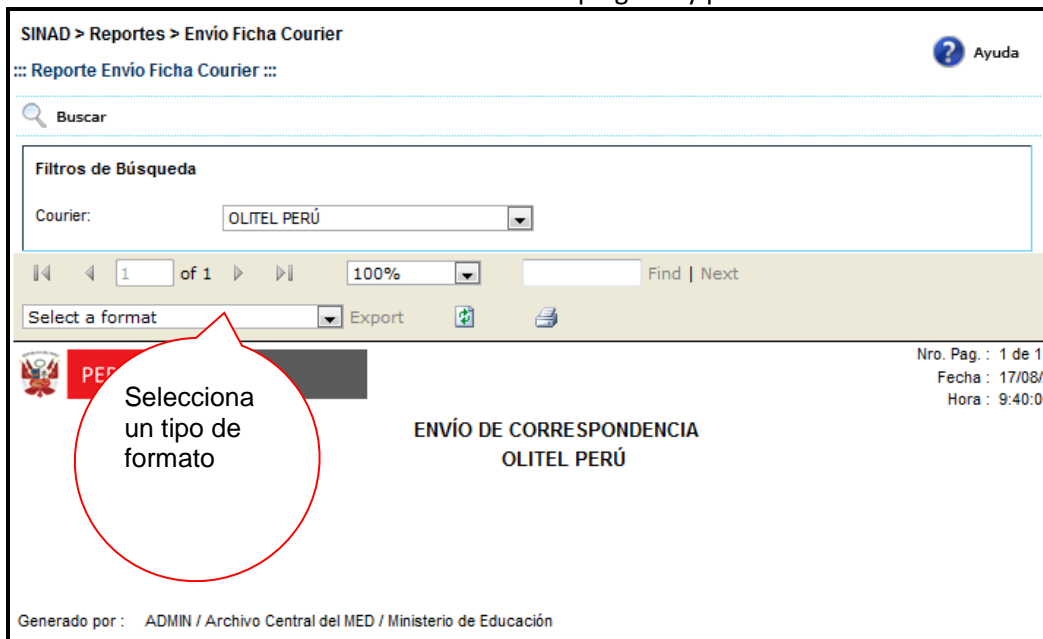 SINAD > Reportes > Envío Ficha Courier
Ayuda
::: Reporte Envío Ficha Courier :::
Buscar
Filtros de Búsqueda
Courier: OLITEL PERÚ
1 of 1 100% Find | Next
Select a format Export
Nro. Pag. : 1 de 1
Fecha : 17/08/
Hora : 9:40:0
Selecciona
un tipo de
formato
ENVÍO DE CORRESPONDENCIA
OLITEL PERÚ
Generado por : ADMIN / Archivo Central del MED / Ministerio de Educación